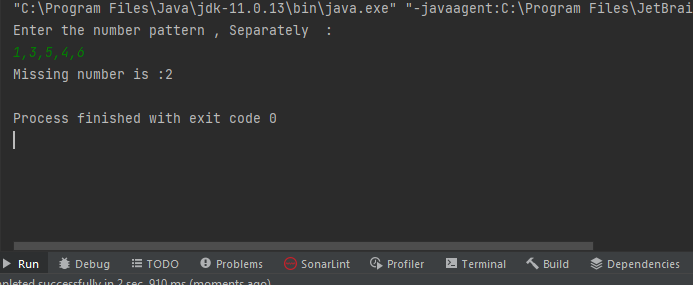 "C:\Program Files\Java\jdk-11.0.13\bin\java.exe" "-javaagent:C:\Program Files\JetBrai
Enter the number pattern , Separately  :
1,3,5,4,6
Missing number is :2
Process finished with exit code 0
Run Debug TODO Problems SonarLint Profiler Terminal Build Dependencies
pleted successfully in 2 sec, 910 ms (moments ago)